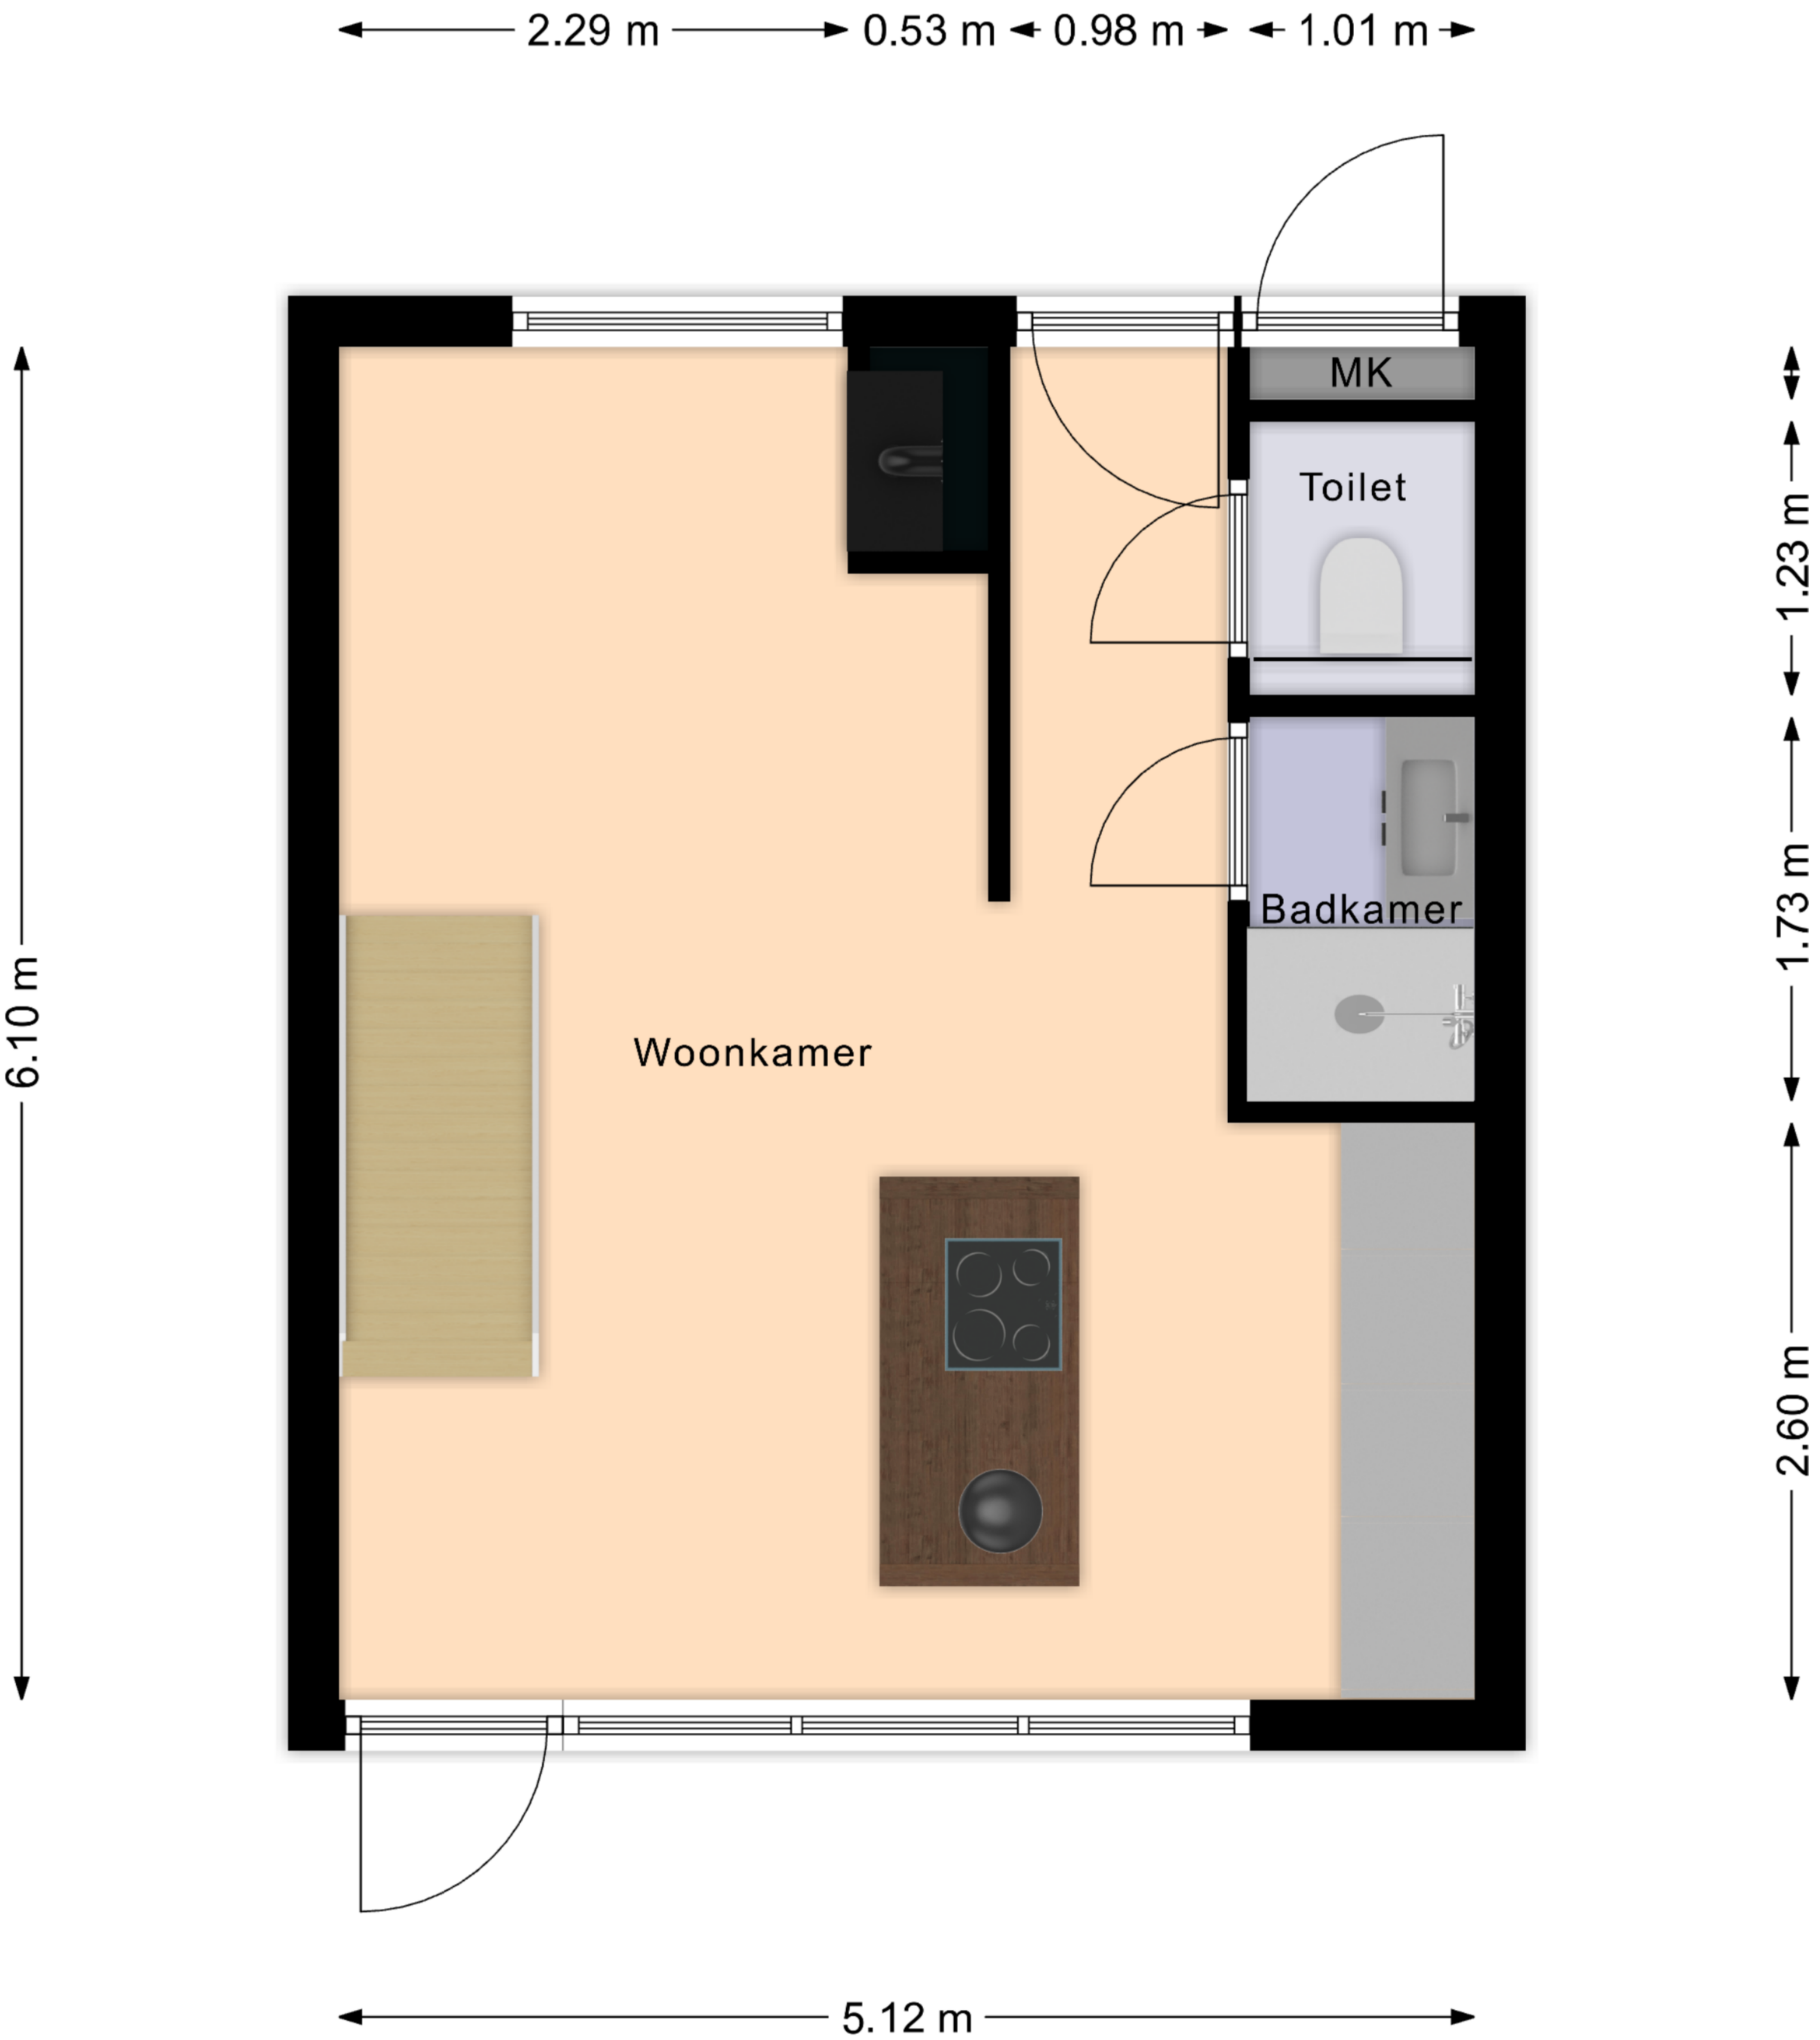 2.29 m
0.53 m
0.98 m
1.01 m
MK
Toilet
1.23 m
1.73 m
Badkamer
6.10 m
Woonkamer
2.60 m
5.12 m